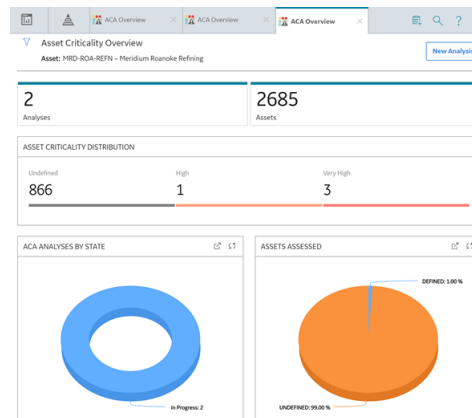 ACA Overview
ACA Overview
ACA Overview
?
Asset Criticality Overview
Asset: MRD-ROA-REFN – Meridium Roanoke Refining
New Analysis
2
Analyses
2685
Assets
ASSET CRITICALITY DISTRIBUTION
Undefined
High
Very High
866
1
3
ACA ANALYSES BY STATE
ASSETS ASSESSED
DEFINED: 1.00 %
In Progress: 2
UNDEFINED: 99.00 %